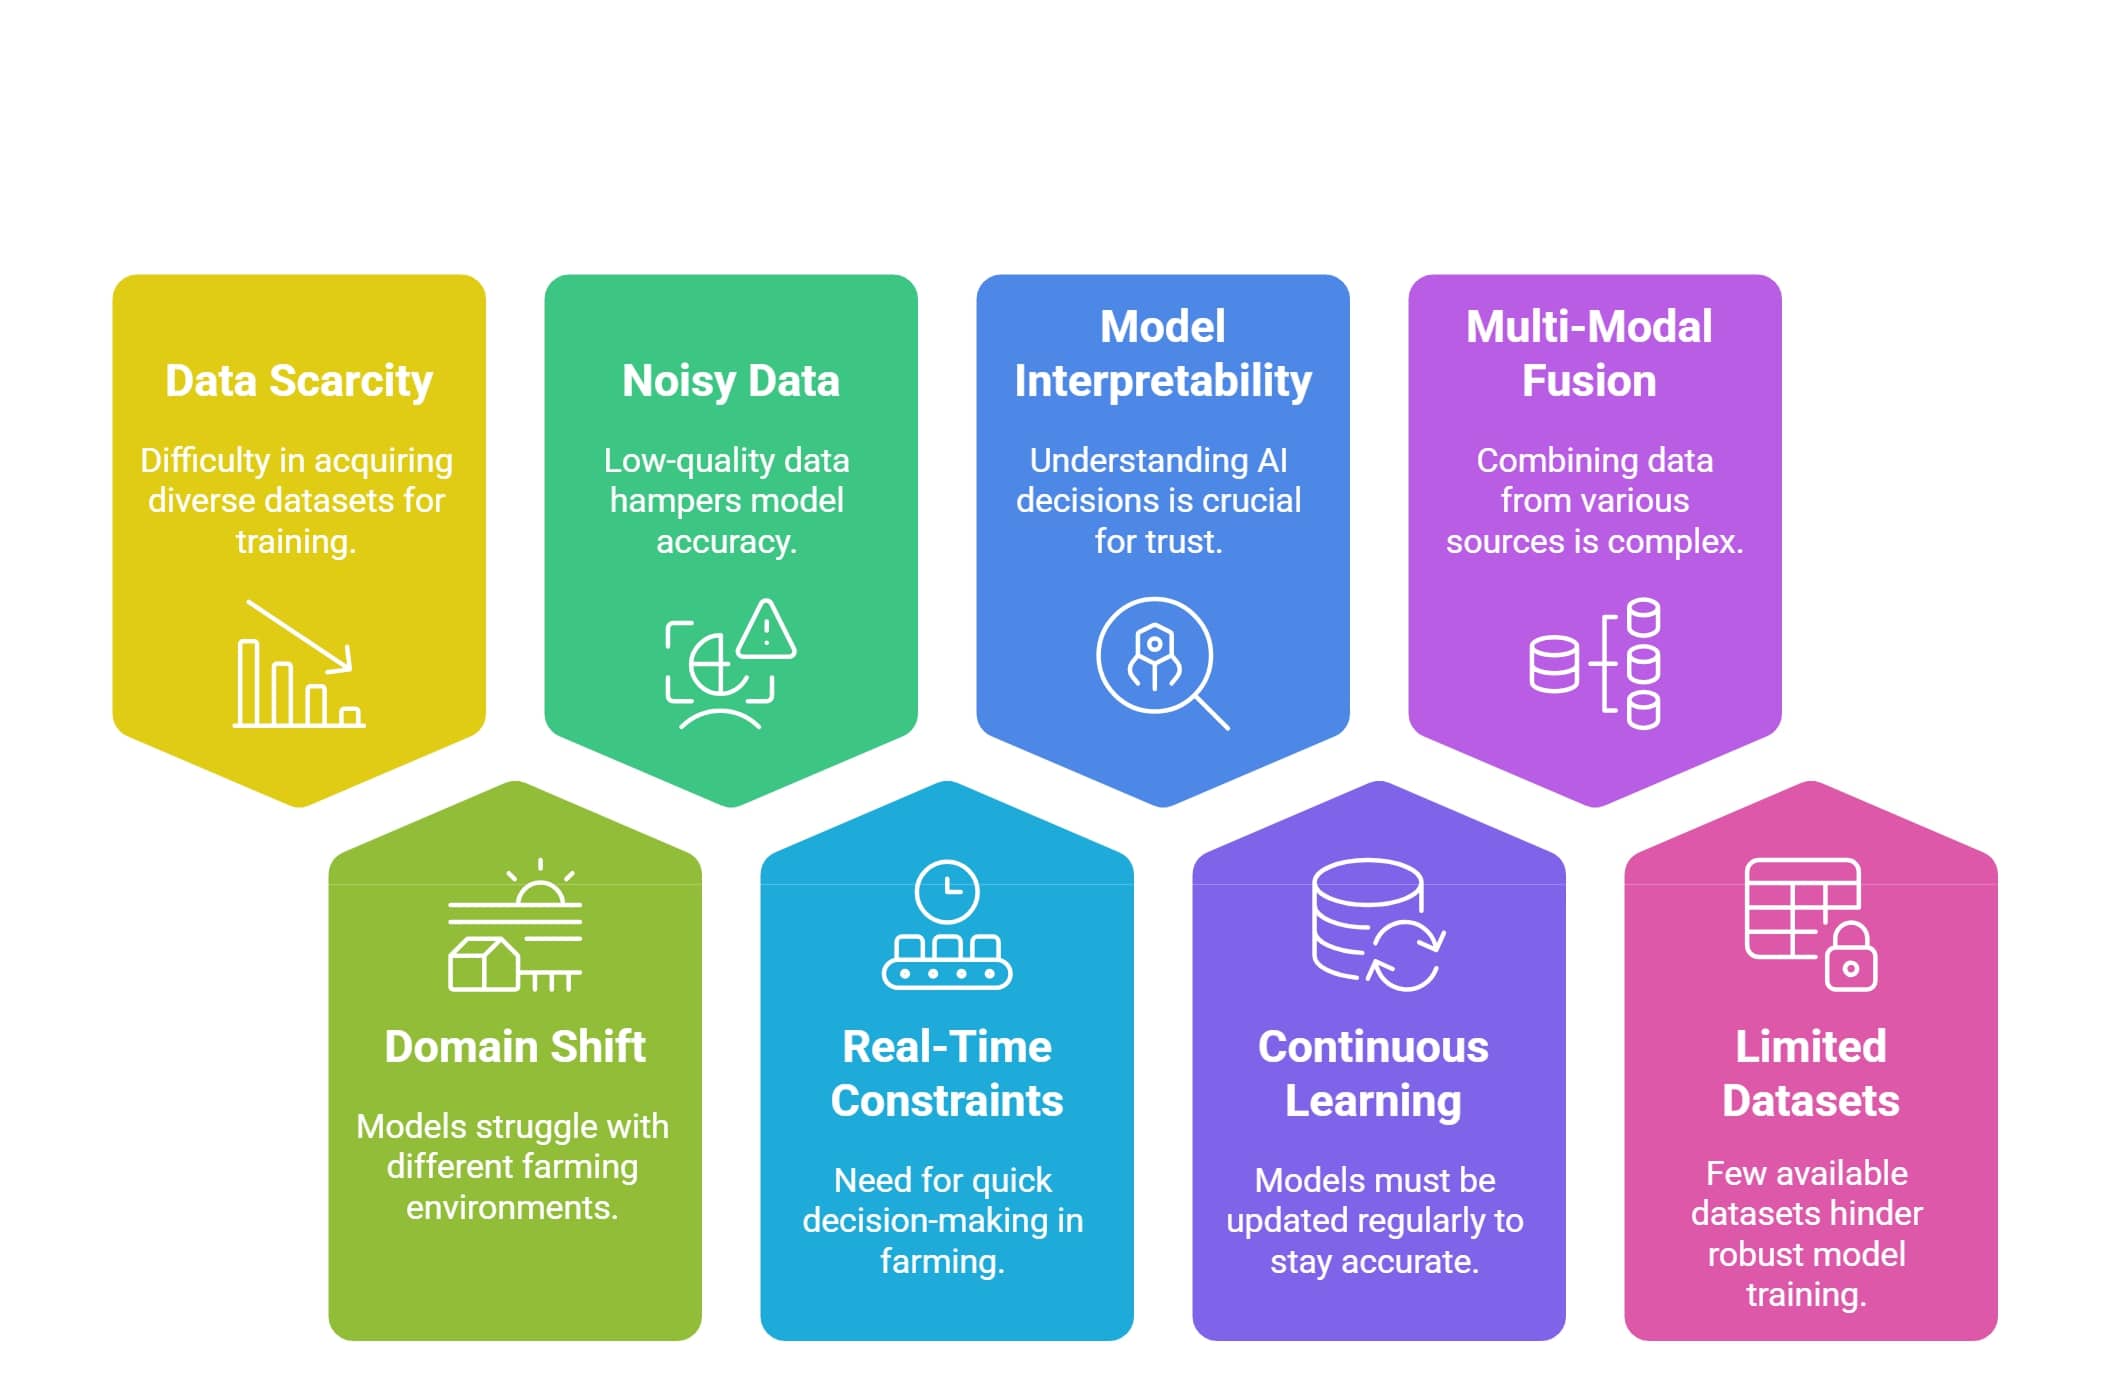 Data Scarcity
Difficulty in acquiring
diverse datasets for
training.
Noisy Data
Low-quality data
hampers model
accuracy.
Model
Interpretability
Understanding AI
decisions is crucial
for trust.
Multi-Modal
Fusion
Combining data
from various
sources is complex.
Domain Shift
Models struggle with
different farming
environments.
Real-Time
Constraints
Need for quick
decision-making in
farming.
Continuous
Learning
Models must be
updated regularly to
stay accurate.
Limited
Datasets
Few available
datasets hinder
robust model
training.